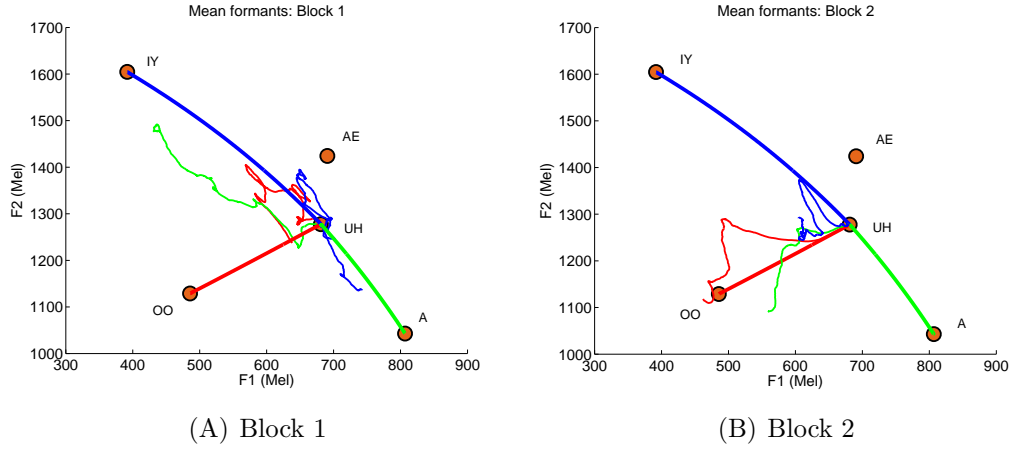 Mean formants: Block 1
1700
1600
1500
1400
1300
1200
1100
1000
F2 (Mel)
IY
AE
UH
OO
A
300 400 500 600 700 800 900
F1 (Mel)
(A) Block 1
Mean formants: Block 2
1700
1600
1500
1400
1300
1200
1100
1000
F2 (Mel)
IY
AE
UH
OO
A
300 400 500 600 700 800 900
F1 (Mel)
(B) Block 2